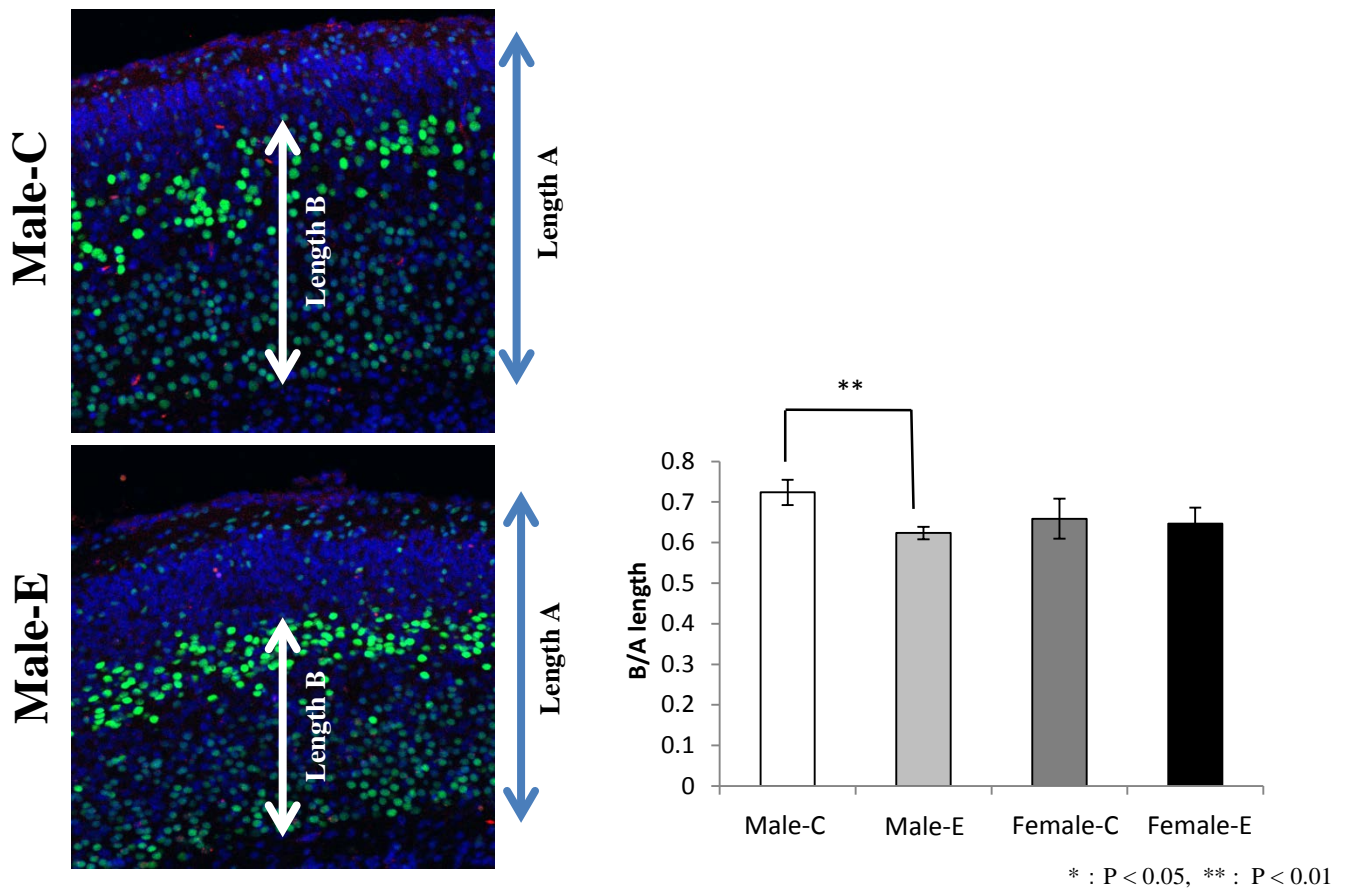 Male-C
Length B
Length A
Male-E
Length B
Length A
**
B/A length
0.8
0.7
0.6
0.5
0.4
0.3
0.2
0.1
0
Male-C Male-E Female-C Female-E
* : P < 0.05, ** : P < 0.01